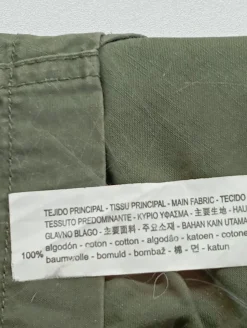 TEJIDO PRINCIPAL - TISSU PRINCIPAL - MAIN FABRIC - TECIDO
TESSUTO PREDOMINANTE - ΚΥΡΙΟ ΥΦΑΣΜΑ - 主要生地 - HAU
GLAVNO BLAGO - 主要面料 - 주요소재 - BAHAN KAIN UTAMA
100% algodón - coton - cotton - algodão - katoen - cotone
baumwolle - bomuld - bombaž - 棉 - 면 - katun